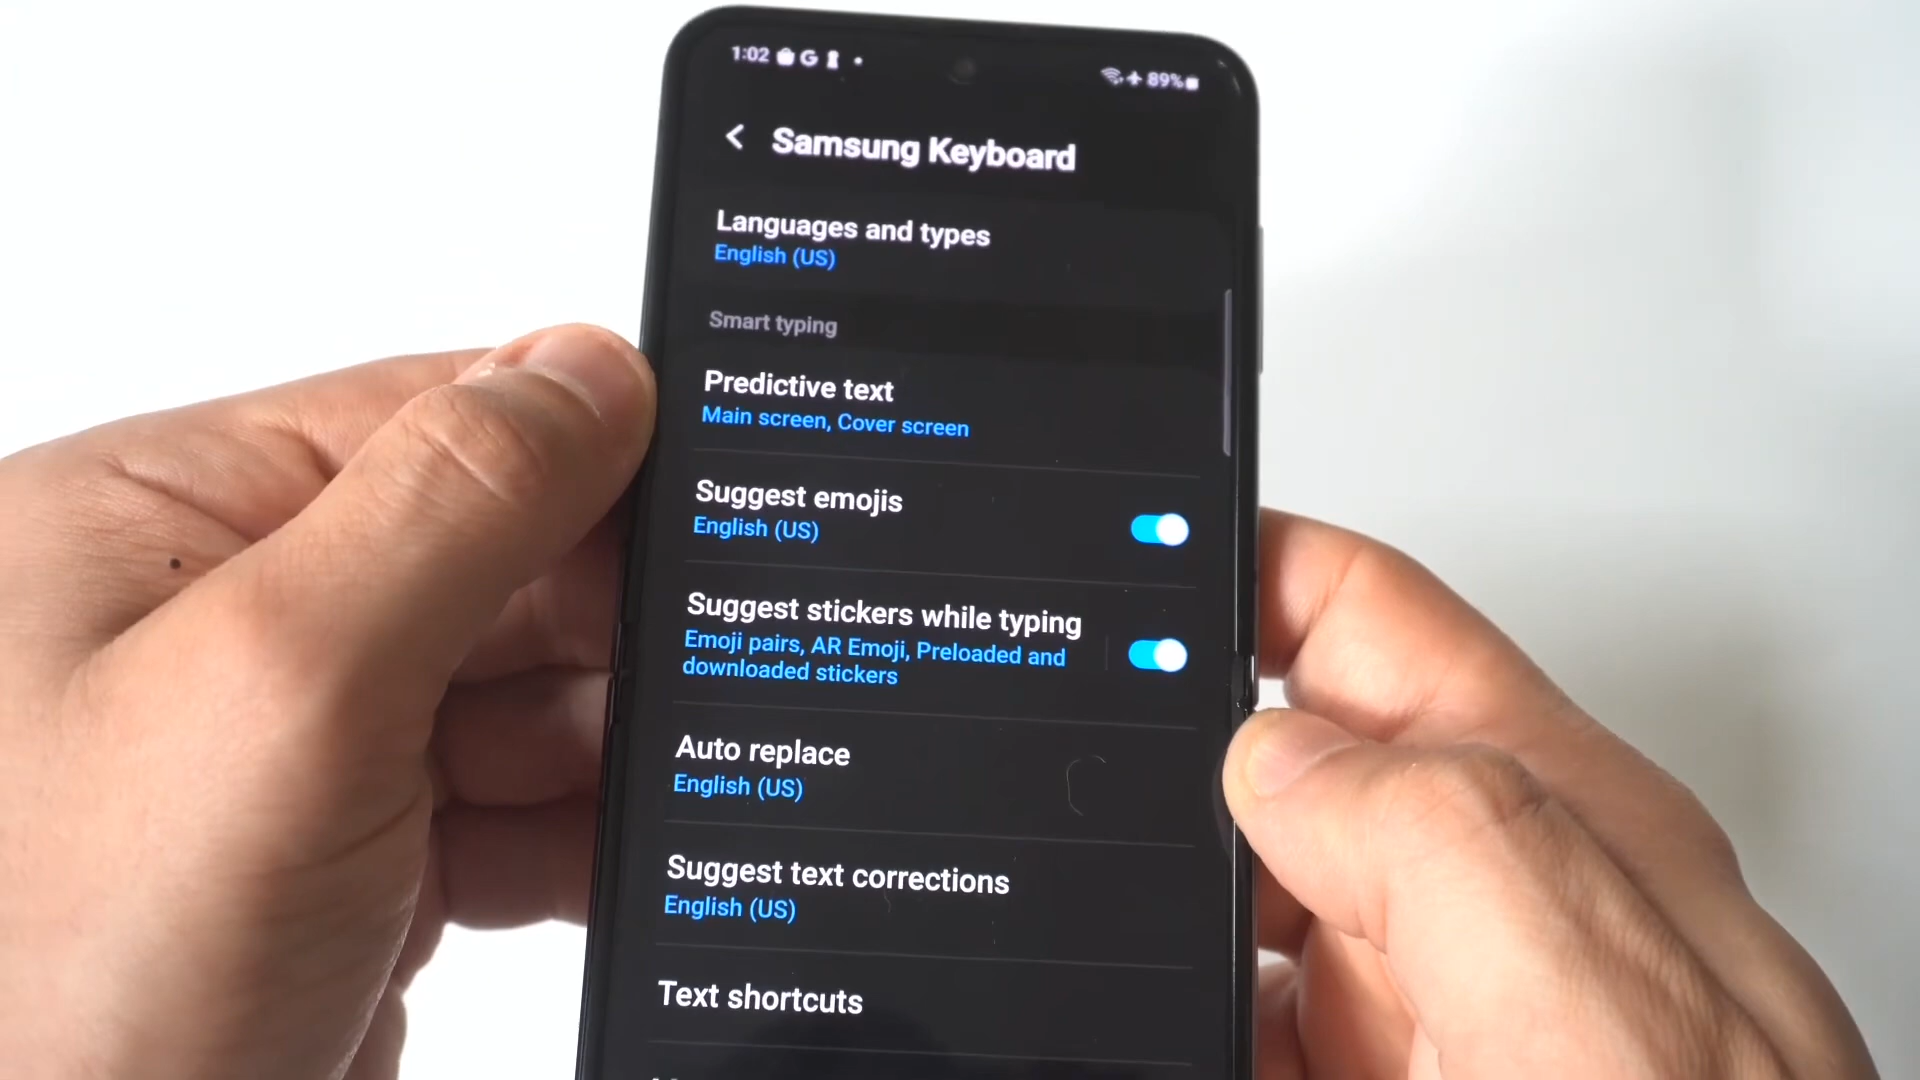 1:02 G 89%
Samsung Keyboard
Languages and types
English (US)
Smart typing
Predictive text
Main screen, Cover screen
Suggest emojis
English (US)
Suggest stickers while typing
Emoji pairs, AR Emoji, Preloaded and
downloaded stickers
Auto replace
English (US)
Suggest text corrections
English (US)
Text shortcuts